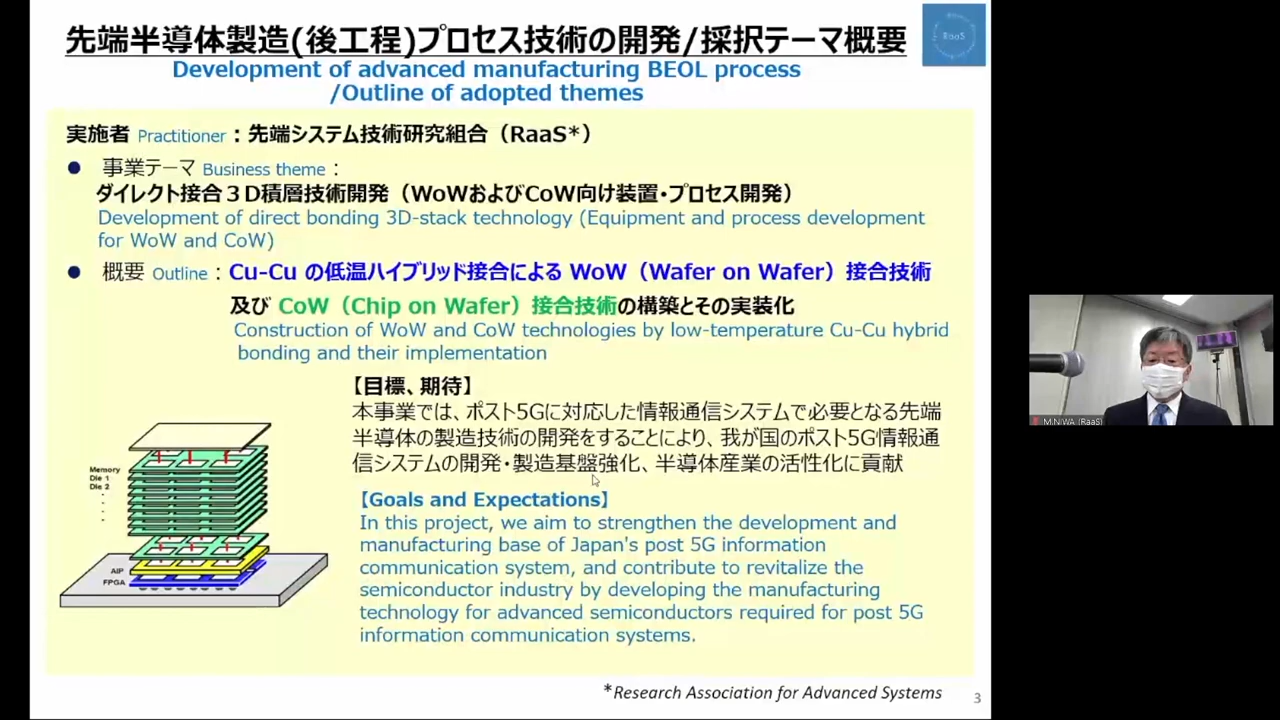 先端半導体製造(後工程)プロセス技術の開発/採択テーマ概要
RaaS
Development of advanced manufacturing BEOL process
/Outline of adopted themes
実施者 Practitioner：先端システム技術研究組合（RaaS*）
● 事業テーマ Business theme：
ダイレクト接合３D積層技術開発（WoWおよびCoW向け装置・プロセス開発）
Development of direct bonding 3D-stack technology (Equipment and process development
for WoW and CoW)
● 概要 Outline：Cu-Cu の低温ハイブリッド接合による WoW（Wafer on Wafer）接合技術
及び CoW（Chip on Wafer）接合技術の構築とその実装化
Construction of WoW and CoW technologies by low-temperature Cu-Cu hybrid
bonding and their implementation
【目標、期待】
本事業では、ポスト5Gに対応した情報通信システムで必要となる先端
半導体の製造技術の開発をすることにより、我が国のポスト5G情報通
信システムの開発・製造基盤強化、半導体産業の活性化に貢献
Memory
Die 1
Die 2
AIP
FPGA
【Goals and Expectations】
In this project, we aim to strengthen the development and
manufacturing base of Japan's post 5G information
communication system, and contribute to revitalize the
semiconductor industry by developing the manufacturing
technology for advanced semiconductors required for post 5G
information communication systems.
*Research Association for Advanced Systems
3
M.NIWA (RaaS)